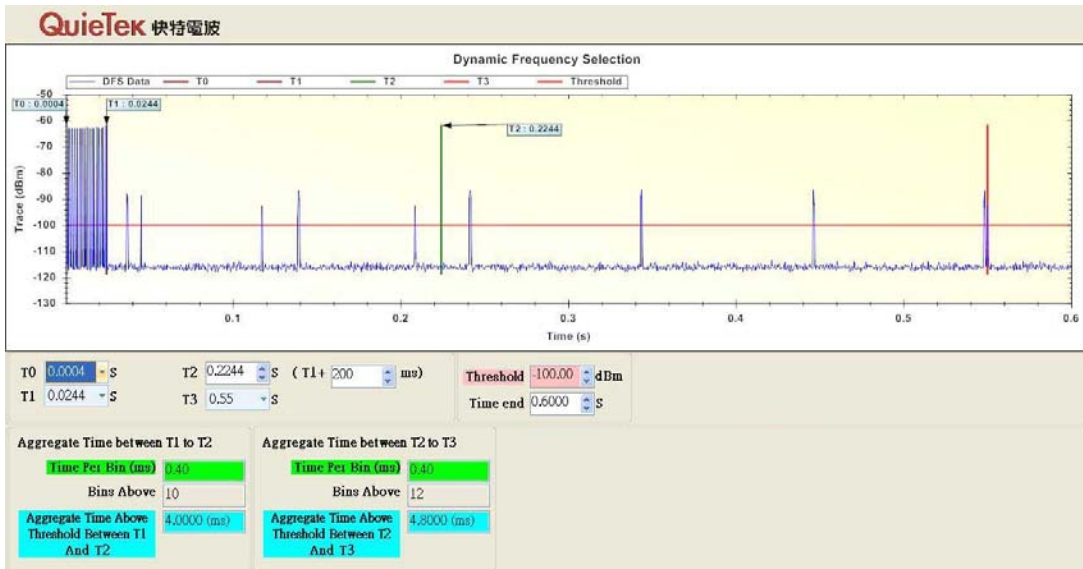 QuieTek 快特電波
Dynamic Frequency Selection
DFS Data T0 T1 T2 T3 Threshold
T0 : 0.0004
T1 : 0.0244
T2 : 0.2244
Trace (dBm)
-50
-60
-70
-80
-90
-100
-110
-120
-130
0.1 0.2 0.3 0.4 0.5 0.6
Time (s)
T0 0.0004 S T2 0.2244 S ( T1+ 200 ms) Threshold -100.00 dBm
T1 0.0244 S T3 0.55 S Time end 0.6000 S
Aggregate Time between T1 to T2
Time Per Bin (ms) 0.40
Bins Above 10
Aggregate Time Above Threshold Between T1 And T2 4.0000 (ms)
Aggregate Time between T2 to T3
Time Per Bin (ms) 0.40
Bins Above 12
Aggregate Time Above Threshold Between T2 And T3 4.8000 (ms)